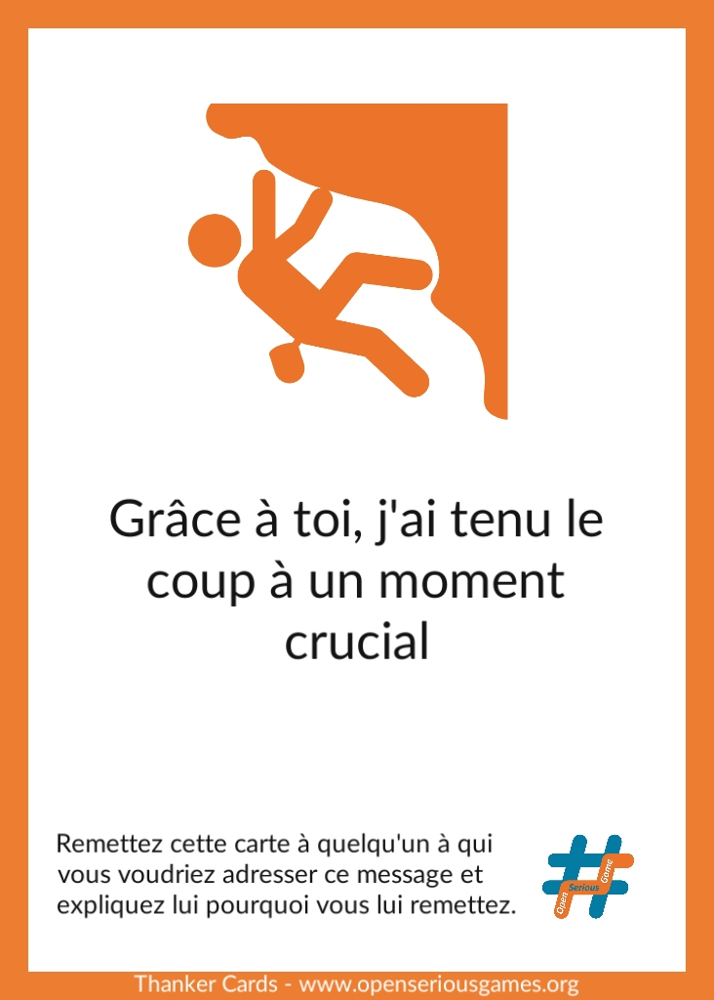 Grâce à toi, j'ai tenu le
coup à un moment
crucial
Remettez cette carte à quelqu'un à qui
vous voudriez adresser ce message et
expliquez lui pourquoi vous lui remettez.
Open Serious Game
Thanker Cards - www.openseriousgames.org